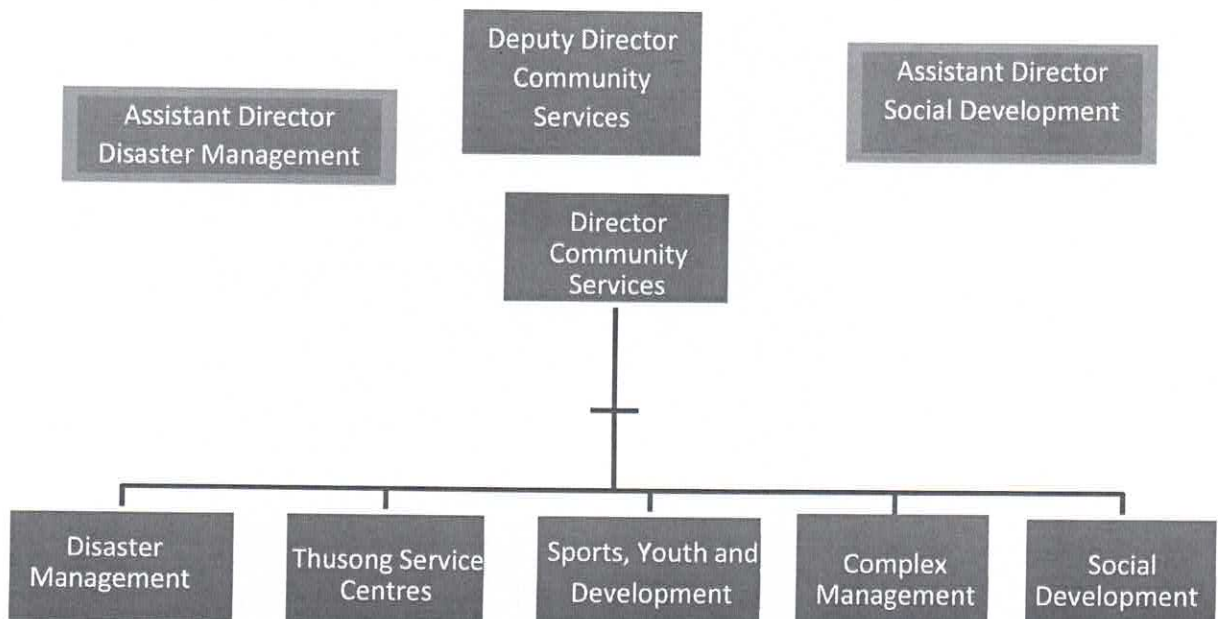 Deputy Director
Community
Services
Assistant Director
Disaster Management
Assistant Director
Social Development
Director
Community
Services
Disaster
Management
Thusong Service
Centres
Sports, Youth and
Development
Complex
Management
Social
Development